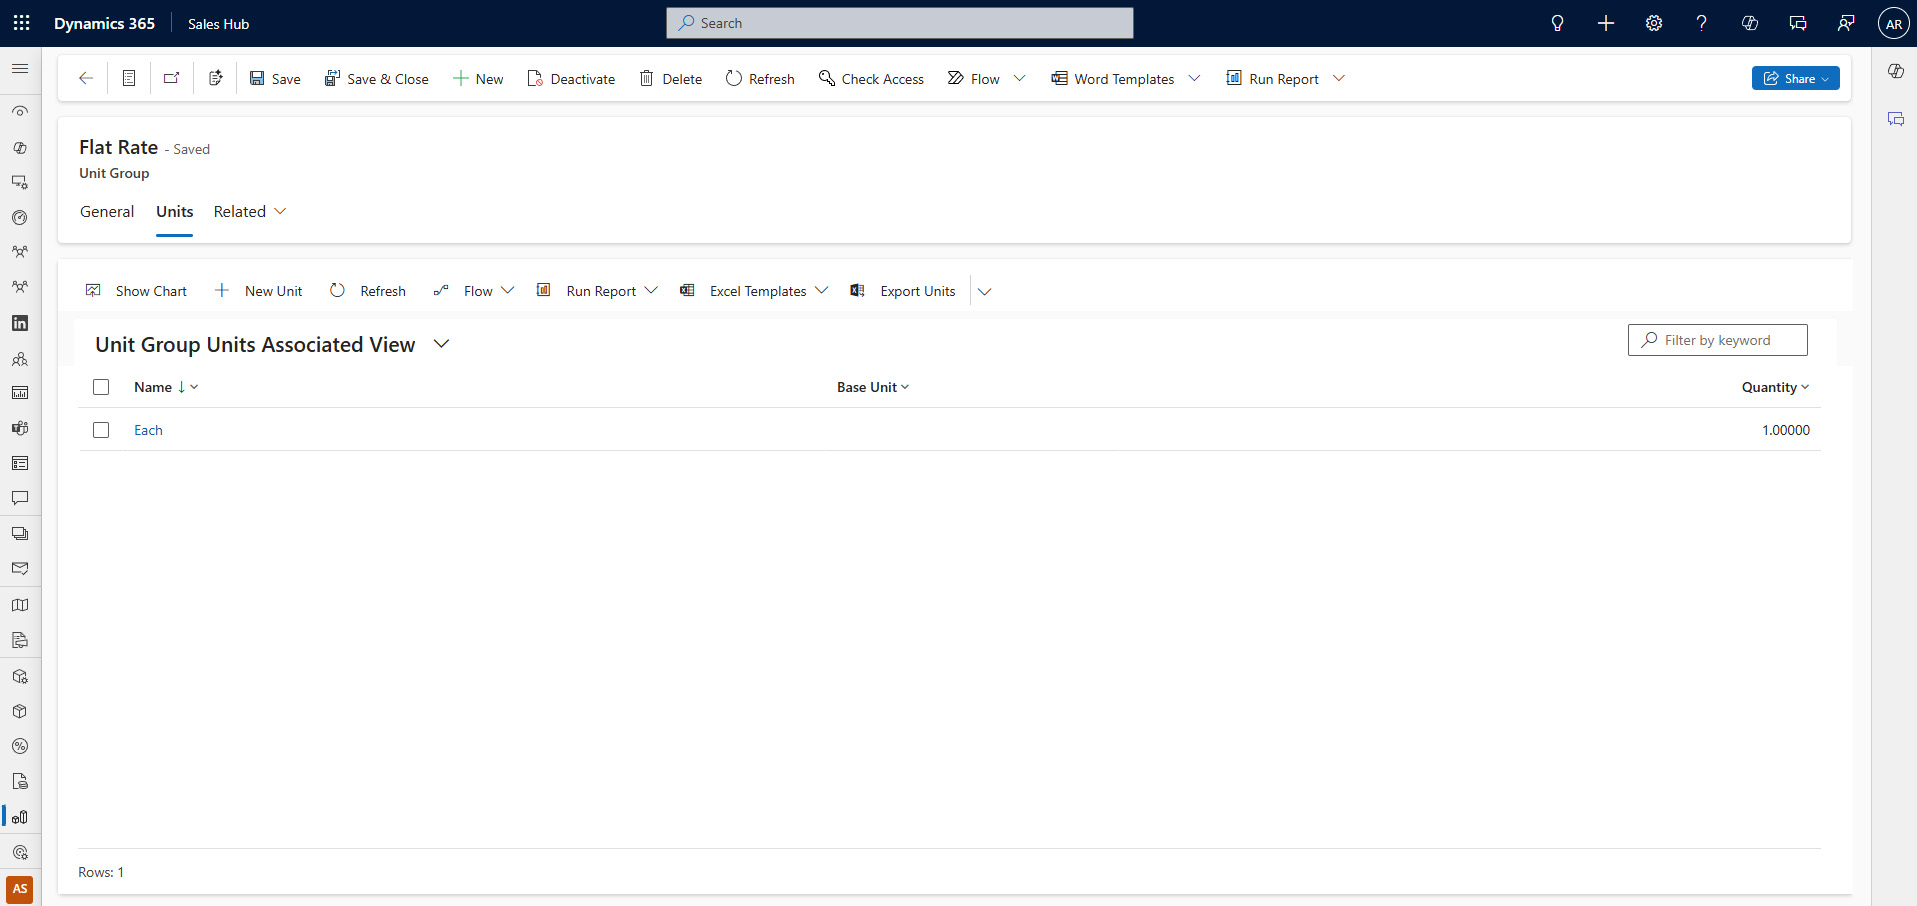 Dynamics 365 Sales Hub Search AR
Save Save & Close New Deactivate Delete Refresh Check Access Flow Word Templates Run Report Share
Flat Rate - Saved
Unit Group
General Units Related
Show Chart New Unit Refresh Flow Run Report Excel Templates Export Units
Unit Group Units Associated View Filter by keyword
Name Base Unit Quantity
Each 1.00000
Rows: 1
AS